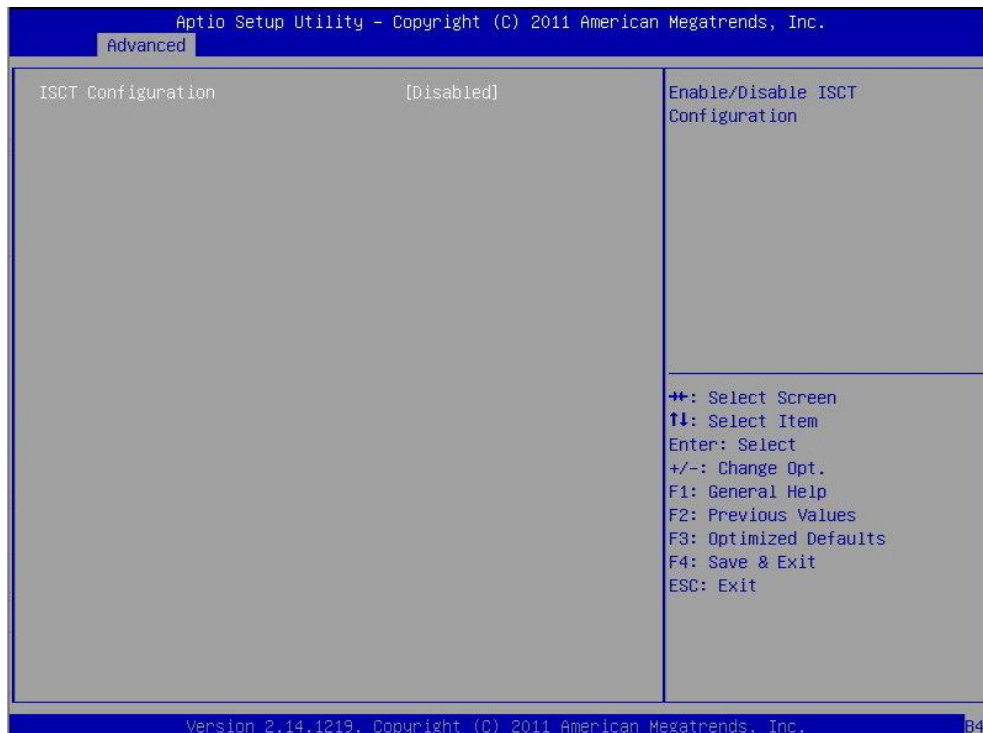 Aptio Setup Utility – Copyright (C) 2011 American Megatrends, Inc.
Advanced
ISCT Configuration [Disabled]
Enable/Disable ISCT
Configuration
→←: Select Screen
↑↓: Select Item
Enter: Select
+/-: Change Opt.
F1: General Help
F2: Previous Values
F3: Optimized Defaults
F4: Save & Exit
ESC: Exit
Version 2.14.1219. Copyright (C) 2011 American Megatrends, Inc.
B4